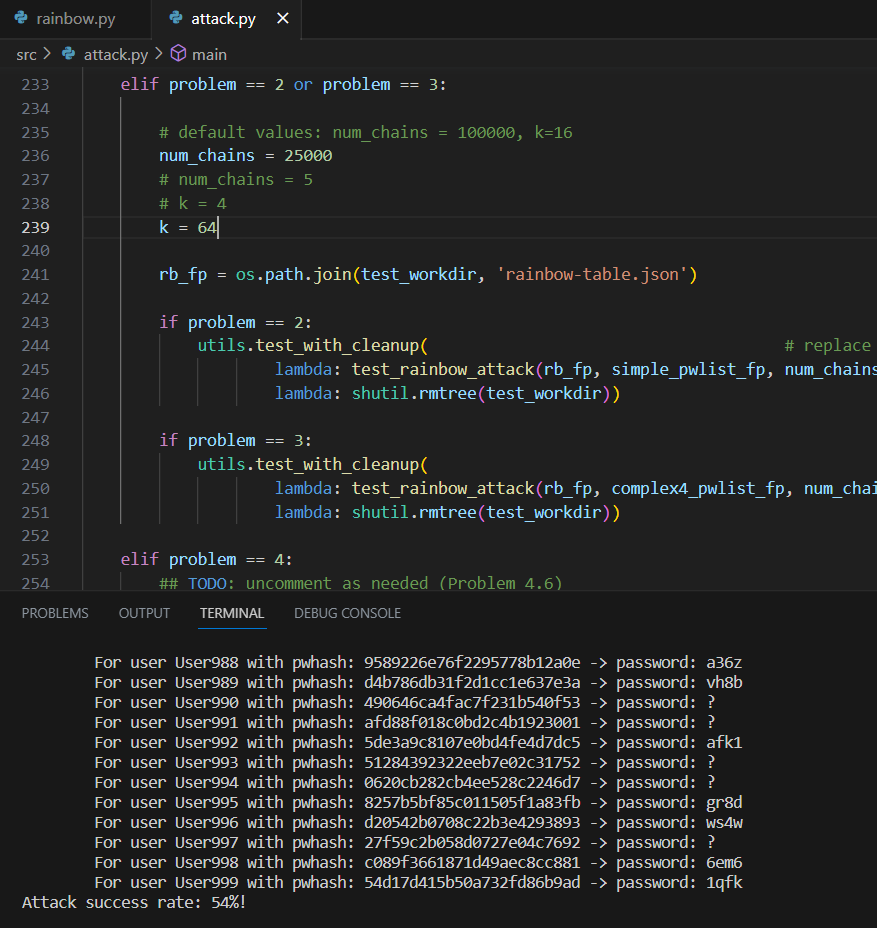 rainbow.py attack.py
src > attack.py > main
233 elif problem == 2 or problem == 3:
234
235 # default values: num_chains = 100000, k=16
236 num_chains = 25000
237 # num_chains = 5
238 # k = 4
239 k = 64
240
241 rb_fp = os.path.join(test_workdir, 'rainbow-table.json')
242
243 if problem == 2:
244 utils.test_with_cleanup( # replace
245 lambda: test_rainbow_attack(rb_fp, simple_pwlist_fp, num_chains
246 lambda: shutil.rmtree(test_workdir))
247
248 if problem == 3:
249 utils.test_with_cleanup(
250 lambda: test_rainbow_attack(rb_fp, complex4_pwlist_fp, num_chai
251 lambda: shutil.rmtree(test_workdir))
252
253 elif problem == 4:
254 ## TODO: uncomment as needed (Problem 4.6)
PROBLEMS OUTPUT TERMINAL DEBUG CONSOLE
For user User988 with pwhash: 9589226e76f2295778b12a0e -> password: a36z
For user User989 with pwhash: d4b786db31f2d1cc1e637e3a -> password: vh8b
For user User990 with pwhash: 490646ca4fac7f231b540f53 -> password: ?
For user User991 with pwhash: afd88f018c0bd2c4b1923001 -> password: ?
For user User992 with pwhash: 5de3a9c8107e0bd4fe4d7dc5 -> password: afk1
For user User993 with pwhash: 51284392322eeb7e02c31752 -> password: ?
For user User994 with pwhash: 0620cb282cb4ee528c2246d7 -> password: ?
For user User995 with pwhash: 8257b5bf85c011505f1a83fb -> password: gr8d
For user User996 with pwhash: d20542b0708c22b3e4293893 -> password: ws4w
For user User997 with pwhash: 27f59c2b058d0727e04c7692 -> password: ?
For user User998 with pwhash: c089f3661871d49aec8cc881 -> password: 6em6
For user User999 with pwhash: 54d17d415b50a732fd86b9ad -> password: 1qfk
Attack success rate: 54%!